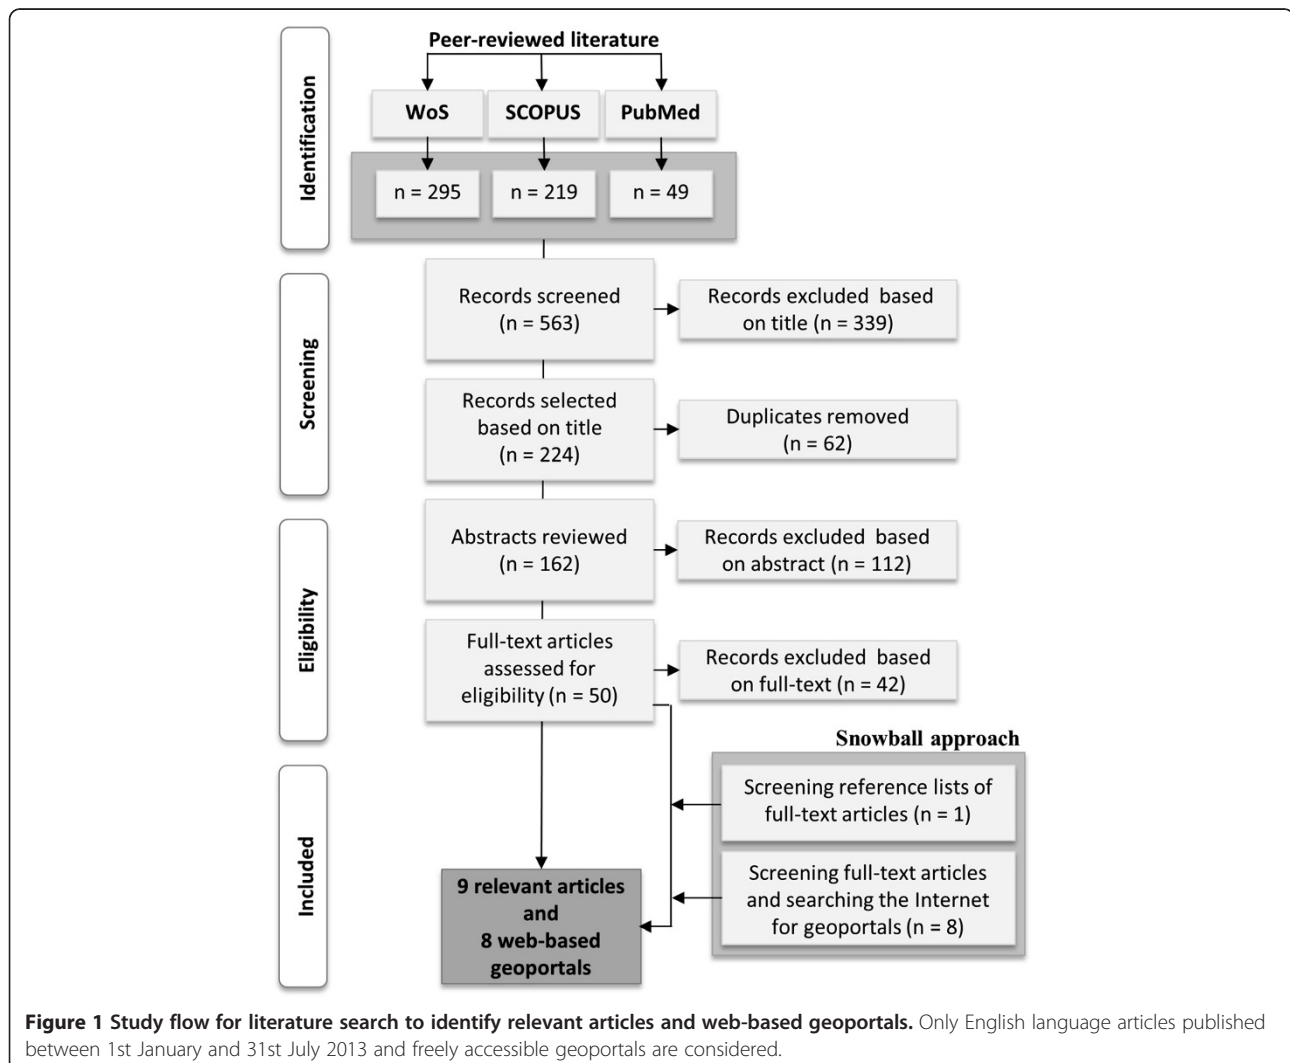 Peer-reviewed literature
Identification
WoS
SCOPUS
PubMed
n = 295
n = 219
n = 49
Screening
Records screened
(n = 563)
Records excluded based
on title (n = 339)
Records selected
based on title
(n = 224)
Duplicates removed
(n = 62)
Eligibility
Abstracts reviewed
(n = 162)
Records excluded based
on abstract (n = 112)
Full-text articles
assessed for
eligibility (n = 50)
Records excluded based
on full-text (n = 42)
Included
Snowball approach
Screening reference lists of
full-text articles (n = 1)
Screening full-text articles
and searching the Internet
for geoportals (n = 8)
9 relevant articles
and
8 web-based
geoportals
Figure 1 Study flow for literature search to identify relevant articles and web-based geoportals. Only English language articles published
between 1st January and 31st July 2013 and freely accessible geoportals are considered.